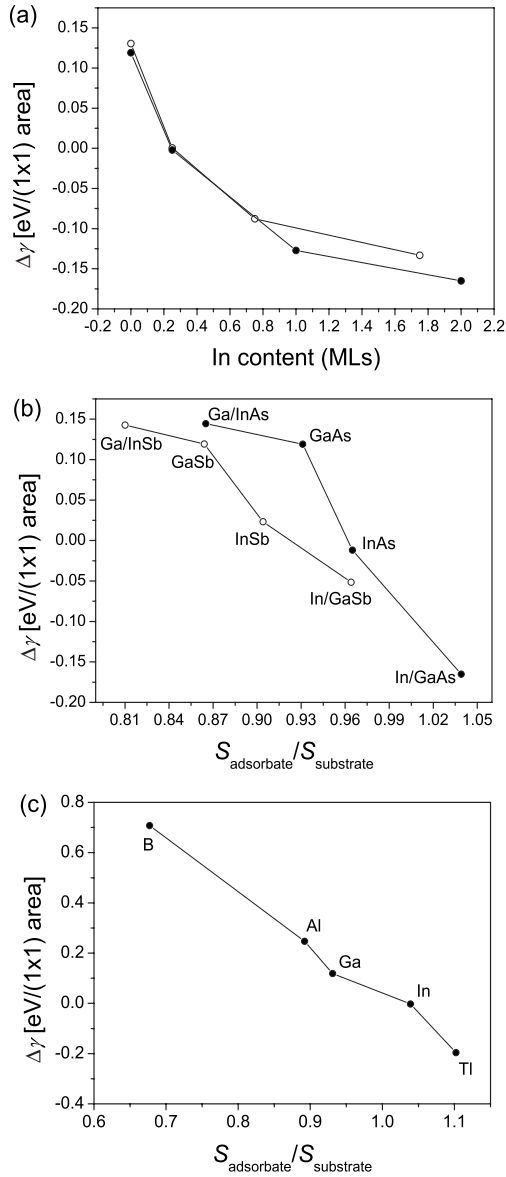 (a)
0.15
0.10
0.05
0.00
-0.05
-0.10
-0.15
-0.20
Δγ [eV/(1x1) area]
-0.2 0.0 0.2 0.4 0.6 0.8 1.0 1.2 1.4 1.6 1.8 2.0 2.2
In content (MLs)
(b)
0.15
0.10
0.05
0.00
-0.05
-0.10
-0.15
-0.20
Δγ [eV/(1x1) area]
Ga/InAs
GaAs
Ga/InSb
GaSb
InSb
InAs
In/GaSb
In/GaAs
0.81 0.84 0.87 0.90 0.93 0.96 0.99 1.02 1.05
Sadsorbate/Ssubstrate
(c)
0.8
0.6
0.4
0.2
0.0
-0.2
-0.4
Δγ [eV/(1x1) area]
B
Al
Ga
In
Tl
0.6 0.7 0.8 0.9 1.0 1.1
Sadsorbate/Ssubstrate